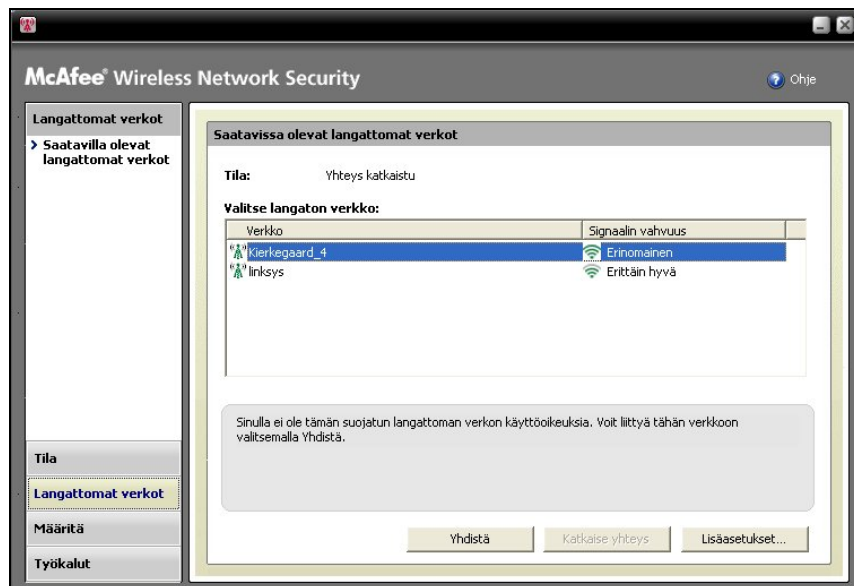 McAfee® Wireless Network Security
Ohje
Langattomat verkot
Saatavilla olevat
langattomat verkot
Saatavissa olevat langattomat verkot
Tila:
Yhteys katkaistu
Valitse langaton verkko:
Verkko
Signaalin vahvuus
Kierkegaard_4
Erinomainen
linksys
Erittäin hyvä
Sinulla ei ole tämän suojatun langattoman verkon käyttöoikeuksia. Voit liittyä tähän verkkoon
valitsemalla Yhdistä.
Tila
Langattomat verkot
Määritä
Työkalut
Yhdistä
Katkaise yhteys
Lisäasetukset...